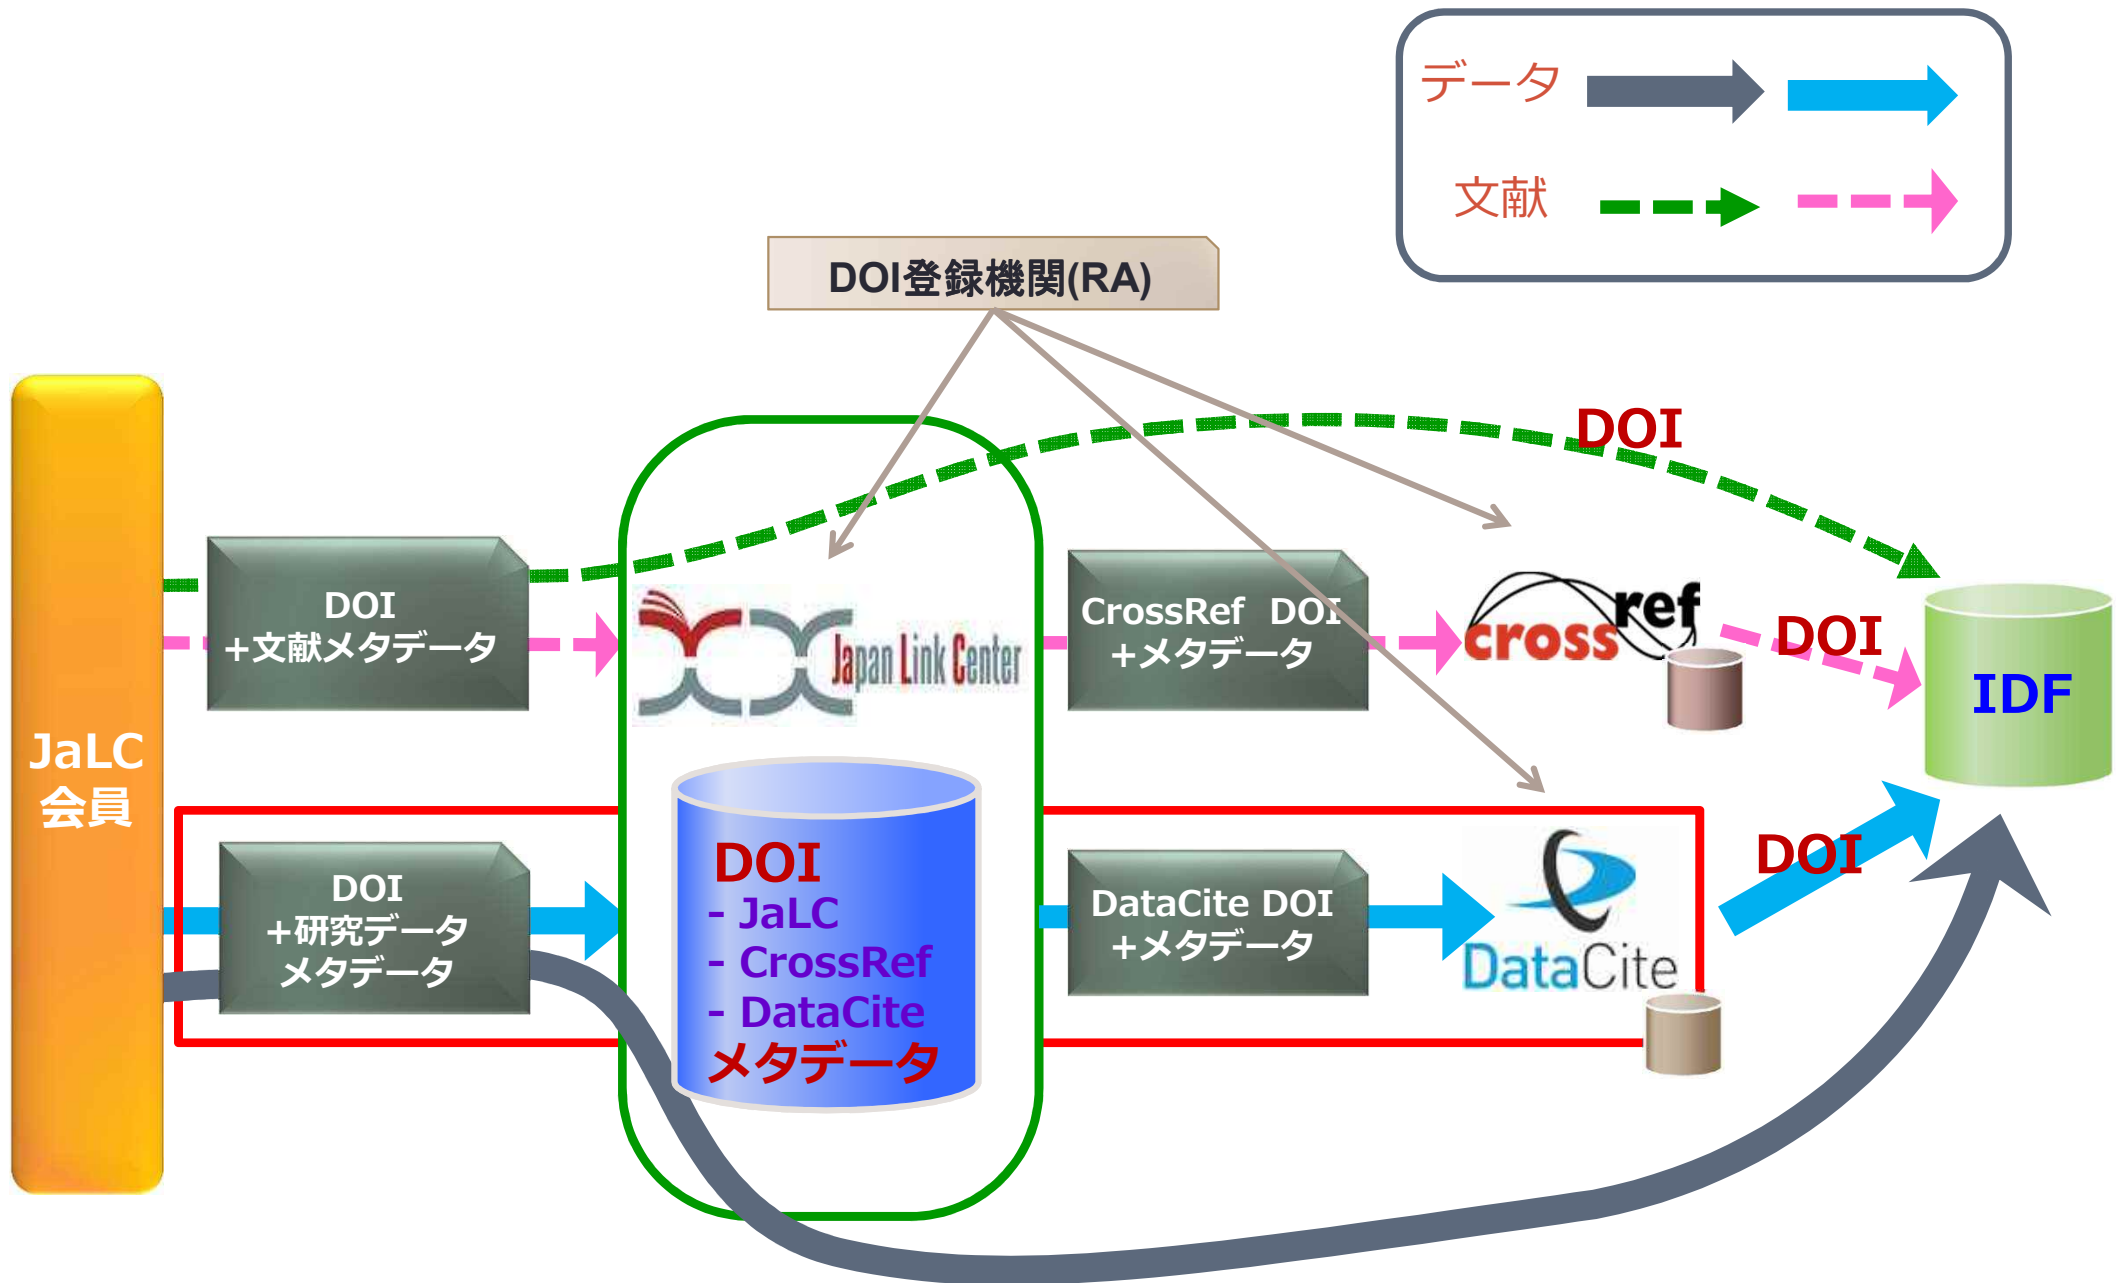 データ
文献
DOI登録機関(RA)
DOI
DOI
+文献メタデータ
Japan Link Center
CrossRef DOI
+メタデータ
crossref
DOI
IDF
JaLC
会員
DOI
+研究データ
メタデータ
DOI
- JaLC
- CrossRef
- DataCite
メタデータ
DataCite DOI
+メタデータ
DataCite
DOI